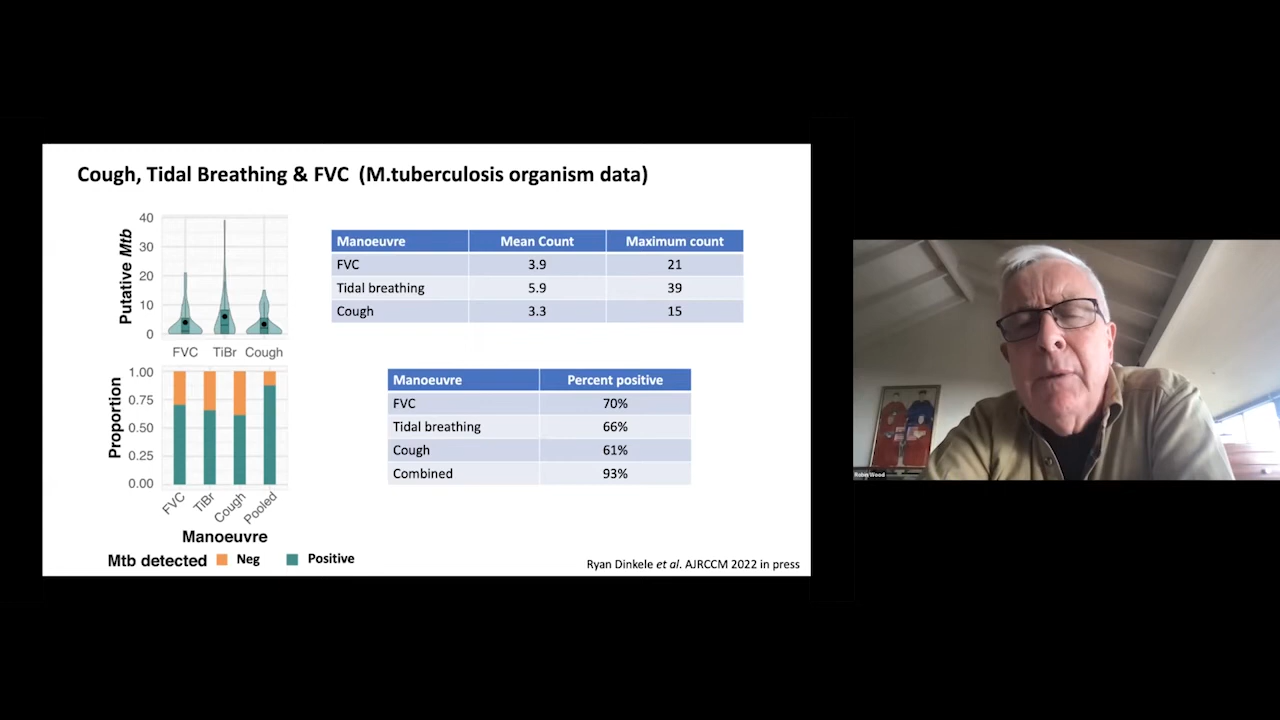 Cough, Tidal Breathing & FVC (M.tuberculosis organism data)
Putative Mtb
40
30
20
10
0
FVC TiBr Cough
Manoeuvre Mean Count Maximum count
FVC 3.9 21
Tidal breathing 5.9 39
Cough 3.3 15
Proportion
1.00
0.75
0.50
0.25
0.00
FVC TiBr Cough Pooled
Manoeuvre
Mtb detected Neg Positive
Manoeuvre Percent positive
FVC 70%
Tidal breathing 66%
Cough 61%
Combined 93%
Ryan Dinkele et al. AJRCCM 2022 in press
Robin Wood